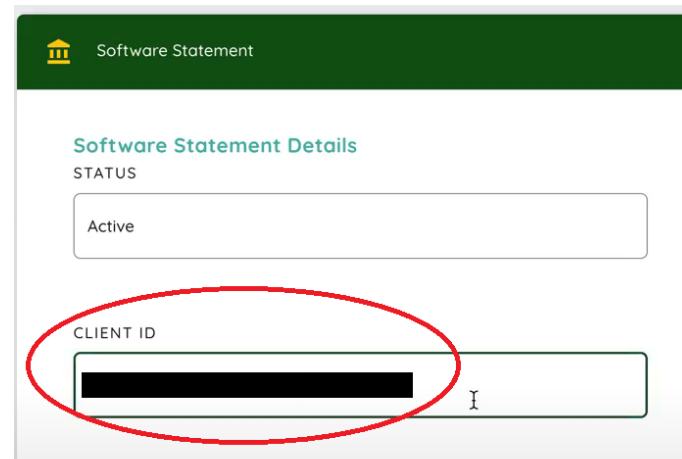 Software Statement
Software Statement Details
STATUS
Active
CLIENT ID